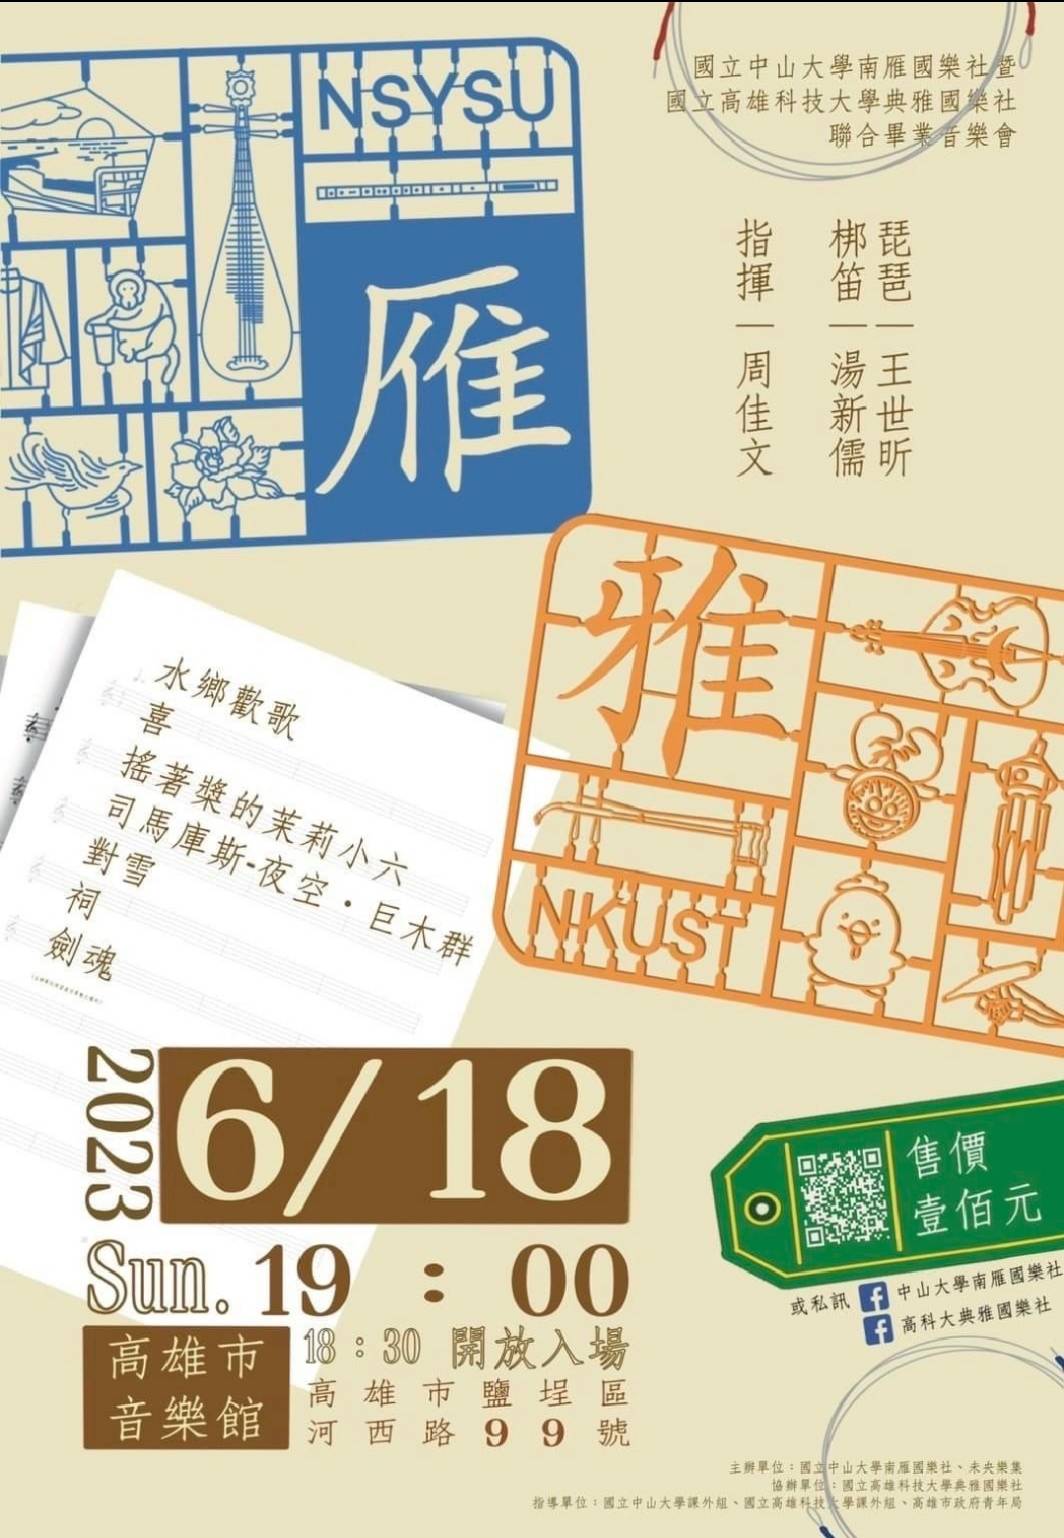 國立中山大學南雁國樂社暨
國立高雄科技大學典雅國樂社
聯合畢業音樂會
琵琶｜王世昕
梆笛｜湯新儒
指揮｜周佳文
NSYSU
雁
雅
NKUST
水鄉歡歌
喜
搖著槳的茉莉小六
司馬庫斯-夜空・巨木群
對雪
祠
劍魂
2023
6/18
Sun. 19：00
高雄市
音樂館
18：30 開放入場
高雄市鹽埕區
河西路99號
售價
壹佰元
或私訊
中山大學南雁國樂社
高科大典雅國樂社
主辦單位：國立中山大學南雁國樂社、未央樂集
協辦單位：國立高雄科技大學典雅國樂社
指導單位：國立中山大學課外組、國立高雄科技大學課外組、高雄市政府青年局